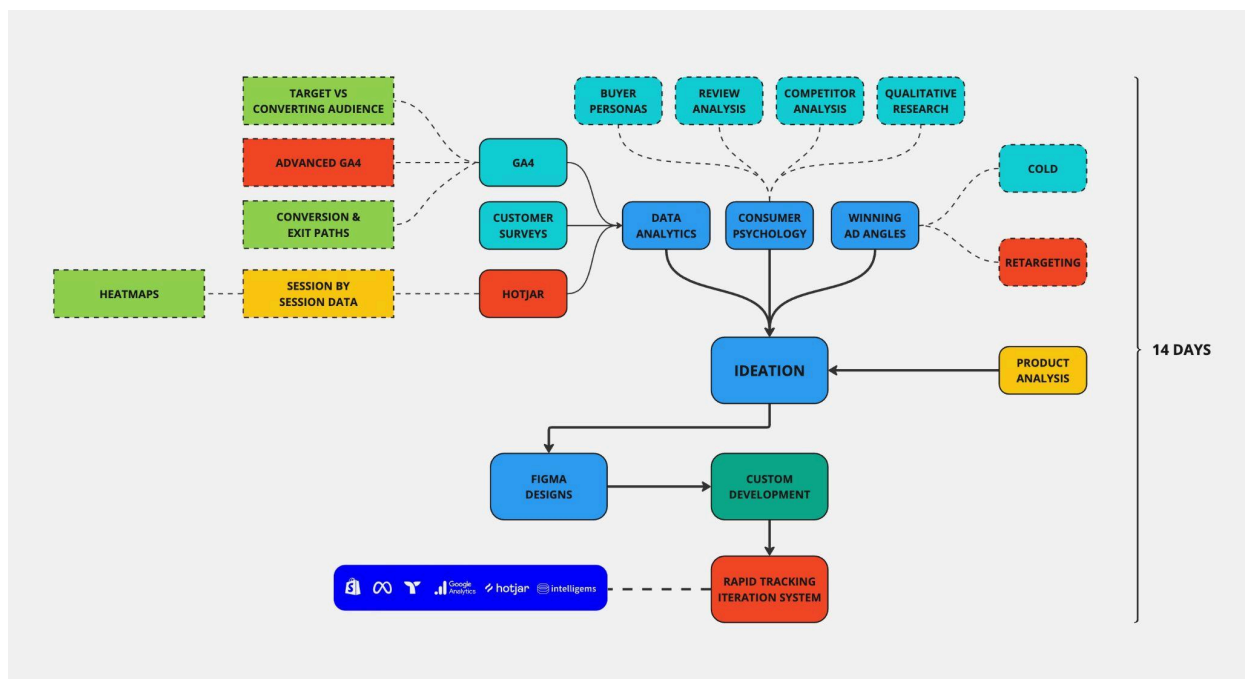 TARGET VS
CONVERTING AUDIENCE
ADVANCED GA4
CONVERSION &
EXIT PATHS
HEATMAPS
SESSION BY
SESSION DATA
GA4
CUSTOMER
SURVEYS
HOTJAR
BUYER
PERSONAS
REVIEW
ANALYSIS
COMPETITOR
ANALYSIS
QUALITATIVE
RESEARCH
DATA
ANALYTICS
CONSUMER
PSYCHOLOGY
WINNING
AD ANGLES
COLD
RETARGETING
IDEATION
PRODUCT
ANALYSIS
14 DAYS
FIGMA
DESIGNS
CUSTOM
DEVELOPMENT
RAPID TRACKING
ITERATION SYSTEM
Google
Analytics
hotjar
intelligems